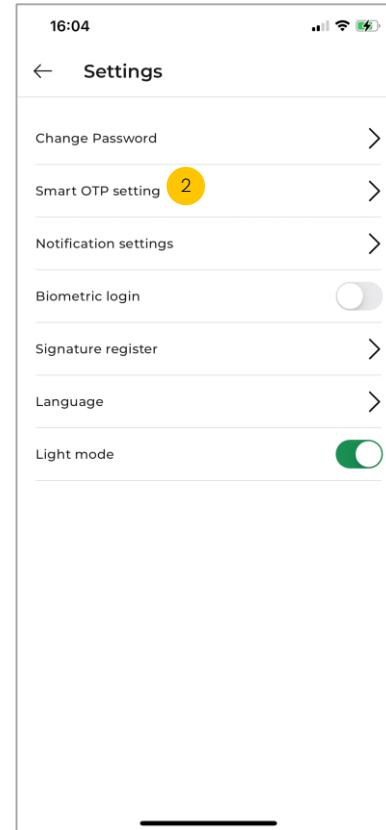 16:04
Settings
Change Password
Smart OTP setting 2
Notification settings
Biometric login
Signature register
Language
Light mode